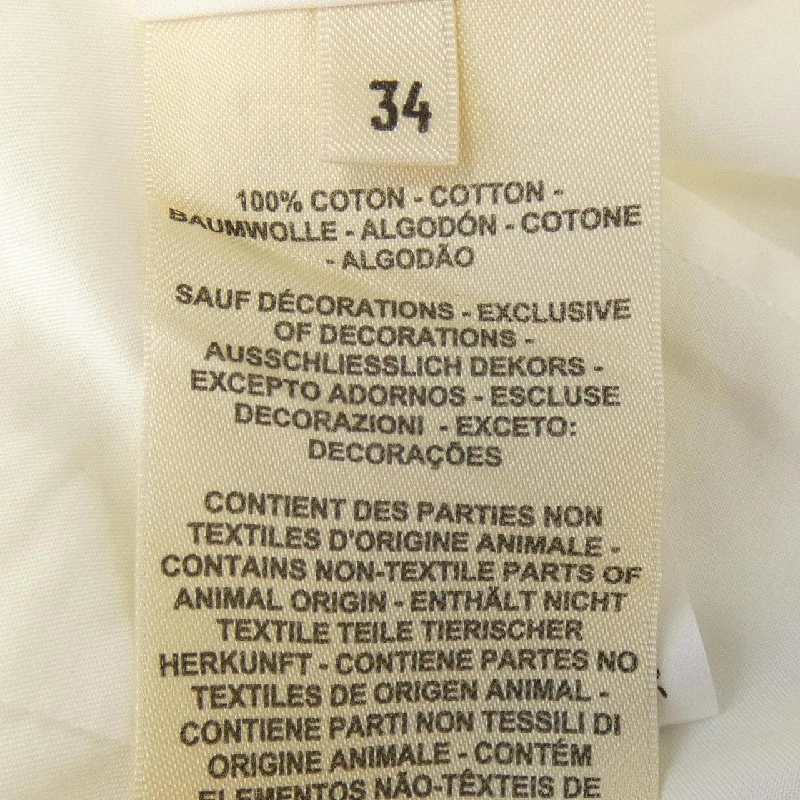 34
100% COTON - COTTON -
BAUMWOLLE - ALGODÓN - COTONE
- ALGODÃO
SAUF DÉCORATIONS - EXCLUSIVE
OF DECORATIONS -
AUSSCHLIESSLICH DEKORS -
EXCEPTO ADORNOS - ESCLUSE
DECORAZIONI - EXCETO:
DECORAÇÕES
CONTIENT DES PARTIES NON
TEXTILES D'ORIGINE ANIMALE -
CONTAINS NON-TEXTILE PARTS OF
ANIMAL ORIGIN - ENTHÄLT NICHT
TEXTILE TEILE TIERISCHER
HERKUNFT - CONTIENE PARTES NO
TEXTILES DE ORIGEN ANIMAL -
CONTIENE PARTI NON TESSILI DI
ORIGINE ANIMALE - CONTÉM
ELEMENTOS NÃO-TÊXTEIS DE